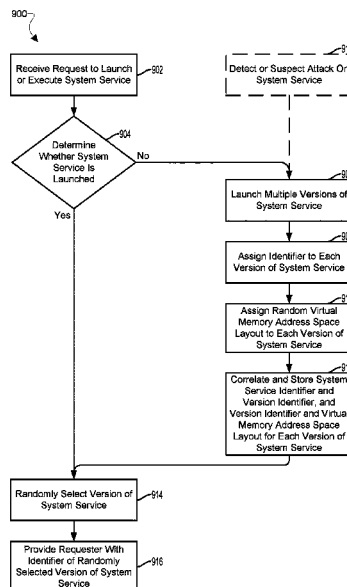 900
Receive Request to Launch
or Execute System Service
902
Detect or Suspect Attack On
System Service
904
Determine
Whether System
Service Is
Launched
No
Yes
Launch Multiple Versions of
System Service
Assign Identifier to Each
Version of System Service
Assign Random Virtual
Memory Address Space
Layout to Each Version of
System Service
Correlate and Store System
Service Identifier and
Version Identifier, and
Version Identifier and Virtual
Memory Address Space
Layout for Each Version of
System Service
Randomly Select Version of
System Service
914
Provide Requester With
Identifier of Randomly
Selected Version of System
Service
916